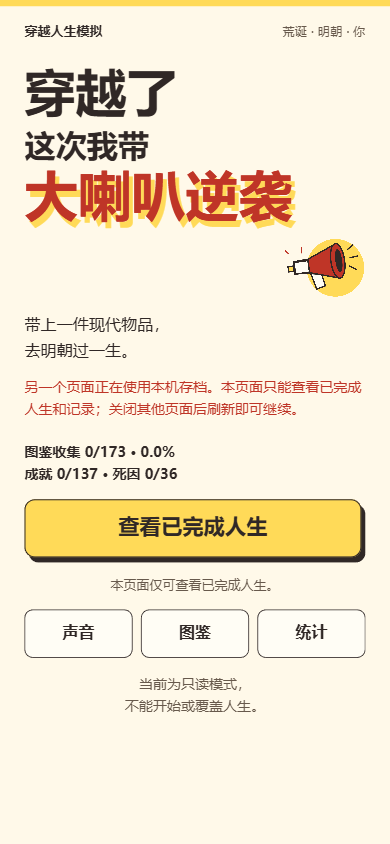 穿越人生模拟
荒诞 · 明朝 · 你
穿越了
这次我带
大喇叭逆袭
带上一件现代物品，
去明朝过一生。
另一个页面正在使用本机存档。本页面只能查看已完成
人生和记录；关闭其他页面后刷新即可继续。
图鉴收集 0/173 • 0.0%
成就 0/137 • 死因 0/36
查看已完成人生
本页面仅可查看已完成人生。
声音
图鉴
统计
当前为只读模式，
不能开始或覆盖人生。